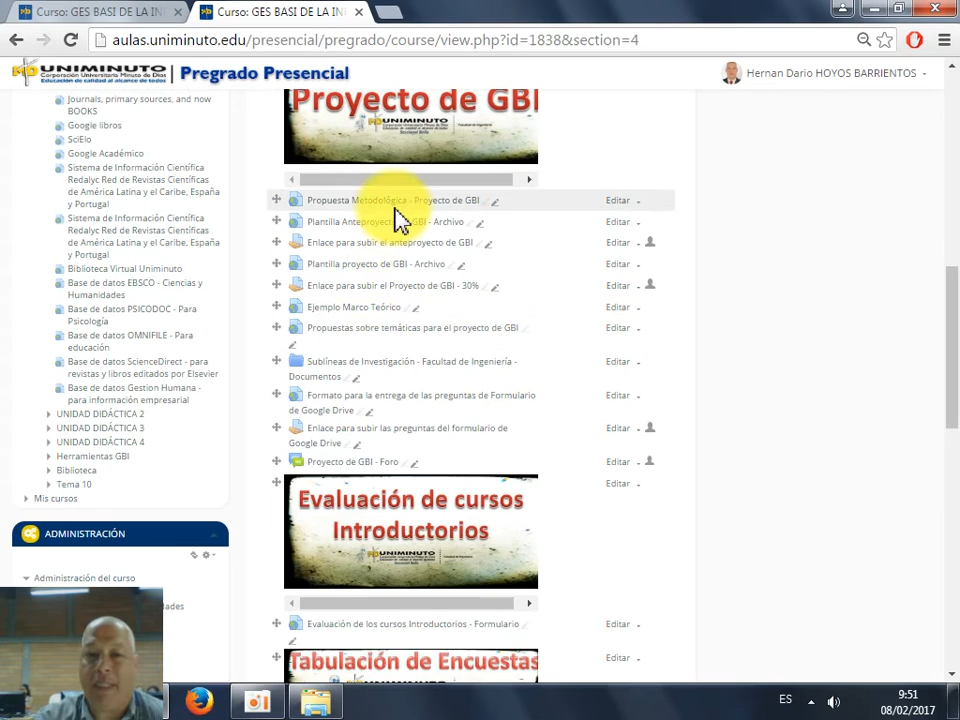 Curso: GES BASI DE LA IN
Curso: GES BASI DE LA IN
aulas.uniminuto.edu/presencial/pregrado/course/view.php?id=1838&section=4
UNIMINUTO
Corporación Universitaria Minuto de Dios
Educación de calidad al alcance de todos
Pregrado Presencial
Hernan Dario HOYOS BARRIENTOS
Journals, primary sources, and now
BOOKS
Google libros
SciElo
Google Académico
Sistema de Información Científica
Redalyc Red de Revistas Científicas
de América Latina y el Caribe, España
y Portugal
Sistema de Información Científica
Redalyc Red de Revistas Científicas
de América Latina y el Caribe, España
y Portugal
Biblioteca Virtual Uniminuto
Base de datos EBSCO - Ciencias y
Humanidades
Base de datos PSICODOC - Para
Psicología
Base de datos OMNIFILE - Para
educación
Base de datos ScienceDirect - para
revistas y libros editados por Elsevier
Base de datos Gestion Humana -
para información empresarial
UNIDAD DIDÁCTICA 2
UNIDAD DIDÁCTICA 3
UNIDAD DIDÁCTICA 4
Herramientas GBI
Biblioteca
Tema 10
Mis cursos
ADMINISTRACIÓN
Administración del curso
Proyecto de GBI
UNIMINUTO
Propuesta Metodológica - Proyecto de GBI
Editar
Plantilla Anteproyecto GBI - Archivo
Editar
Enlace para subir el anteproyecto de GBI
Editar
Plantilla proyecto de GBI - Archivo
Editar
Enlace para subir el Proyecto de GBI - 30%
Editar
Ejemplo Marco Teórico
Editar
Propuestas sobre temáticas para el proyecto de GBI
Editar
Sublíneas de Investigación - Facultad de Ingeniería -
Documentos
Editar
Formato para la entrega de las preguntas de Formulario
de Google Drive
Editar
Enlace para subir las preguntas del formulario de
Google Drive
Editar
Proyecto de GBI - Foro
Editar
Editar
Evaluación de cursos
Introductorios
UNIMINUTO
Evaluación de los cursos Introductorios - Formulario
Editar
Tabulación de Encuestas
Editar
ES
9:51
08/02/2017